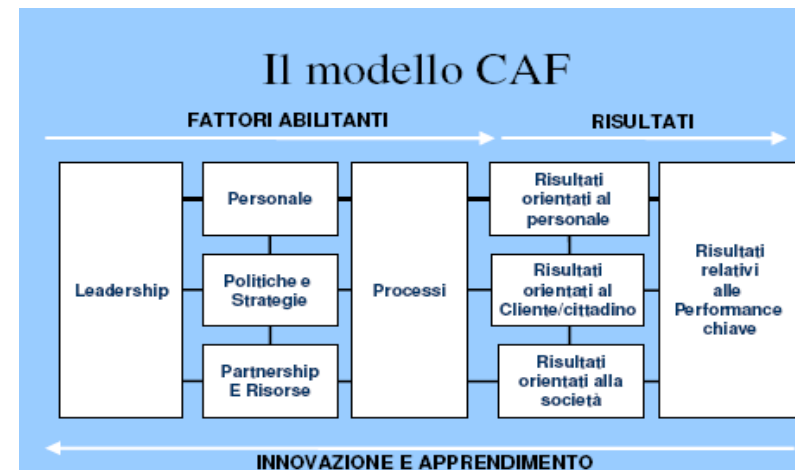 Il modello CAF
FATTORI ABILITANTI
RISULTATI
Leadership
Personale
Politiche e
Strategie
Partnership
E Risorse
Processi
Risultati
orientati al
personale
Risultati
orientati al
Cliente/cittadino
Risultati
orientati alla
società
Risultati
relativi
alle
Performance
chiave
INNOVAZIONE E APPRENDIMENTO